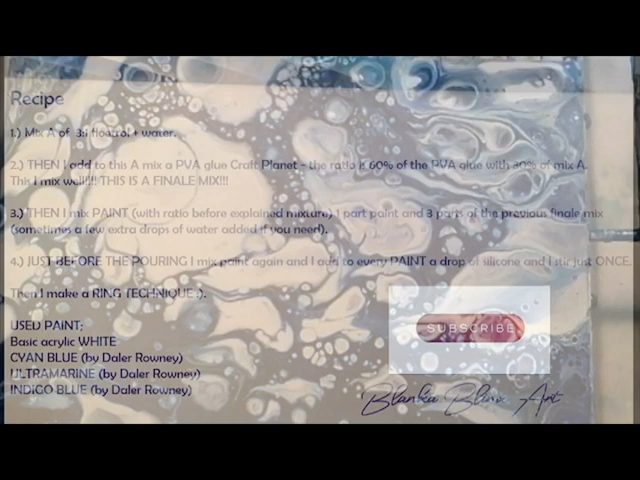 Recipe
1.) Mix A of 3:1 floetrol + water.
2.) THEN I add to this A mix a PVA glue Craft Planet - the ratio is 60% of the PVA glue with 30% of mix A.
This I mix well!!!! THIS IS A FINALE MIX!!!
3.) THEN I mix PAINT (with ratio before explained mixture) 1 part paint and 3 parts of the previous finale mix
(sometimes a few extra drops of water added if you need).
4.) JUST BEFORE THE POURING I mix paint again and I add to every PAINT a drop of silicone and I stir just ONCE.
Then I make a RING TECHNIQUE :).
SUBSCRIBE
USED PAINT:
Basic acrylic WHITE
CYAN BLUE (by Daler Rowney)
ULTRAMARINE (by Daler Rowney)
INDIGO BLUE (by Daler Rowney)
Blanka Art